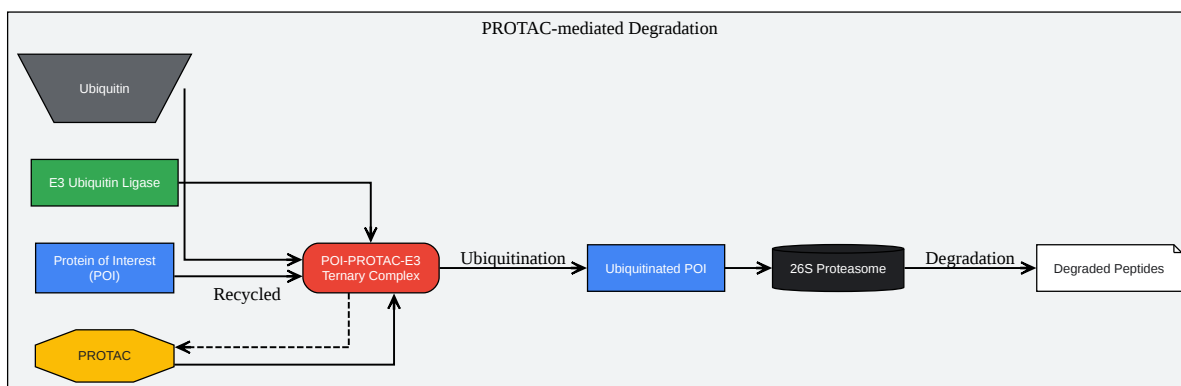 PROTAC-mediated Degradation
Ubiquitin
E3 Ubiquitin Ligase
Protein of Interest
(POI)
Recycled
PROTAC
POI-PROTAC-E3
Ternary Complex
Ubiquitination
Ubiquitinated POI
26S Proteasome
Degradation
Degraded Peptides